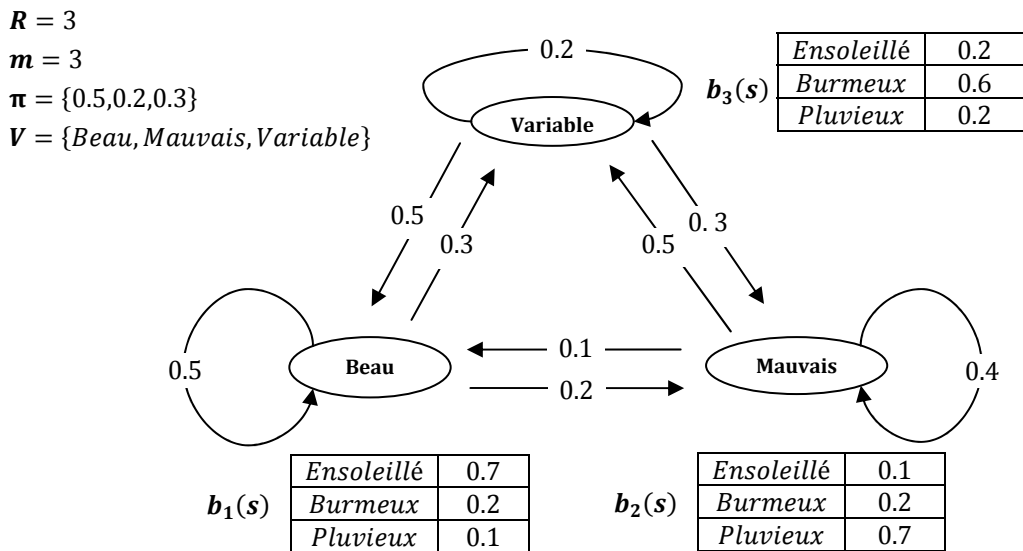 R = 3
m = 3
π = {0.5,0.2,0.3}
V = {Beau, Mauvais, Variable}
0.2
Variable
b₃(s)
Ensoleillé 0.2
Burmeux 0.6
Pluvieux 0.2
0.5
0.3
0.5
0. 3
0.5
Beau
0.1
0.2
Mauvais
0.4
b₁(s)
Ensoleillé 0.7
Burmeux 0.2
Pluvieux 0.1
b₂(s)
Ensoleillé 0.1
Burmeux 0.2
Pluvieux 0.7